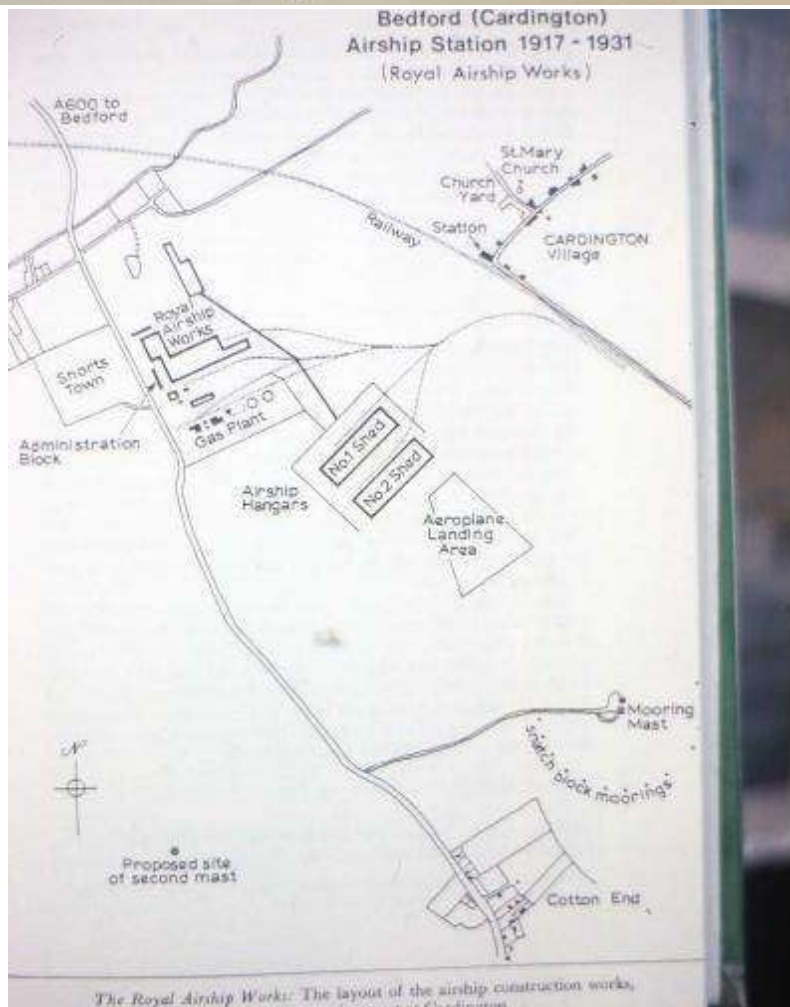 Bedford (Cardington)
Airship Station 1917 - 1931
(Royal Airship Works)
A600 to
Bedford
St.Mary
Church
Church
Yard
Station
Railway
CARDINGTON
Village
Royal
Airship
Works
Shorts
Town
Administration
Block
Gas Plant
No.1 Shed
No.2 Shed
Airship
Hangars
Aeroplane
Landing
Area
Mooring
Mast
snatch block moorings
N
Proposed site
of second mast
Cotton End
The Royal Airship Works: The layout of the airship construction works,
at Cardington